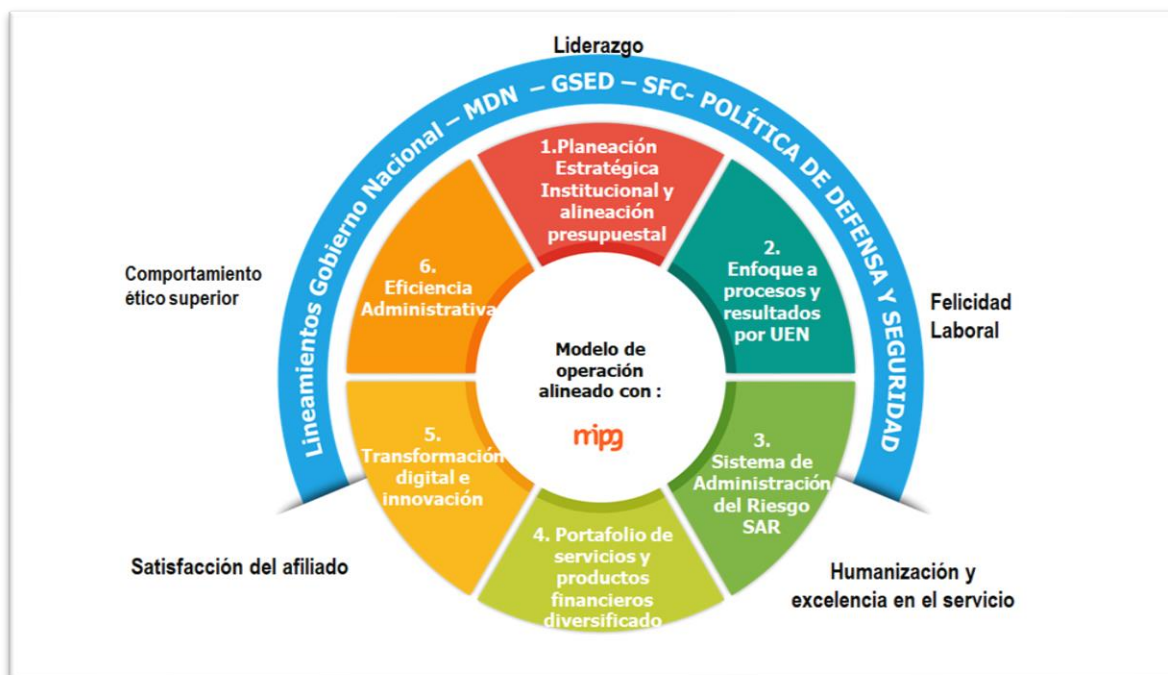 Liderazgo
Lineamientos Gobierno Nacional – MDN – GSED – SFC- POLÍTICA DE DEFENSA Y SEGURIDAD
1.Planeación
Estratégica
Institucional y
alineación
presupuestal
2.
Enfoque a
procesos y
resultados
por UEN
3.
Sistema de
Administración
del Riesgo
SAR
4. Portafolio de
servicios y
productos
financieros
diversificado
5.
Transformación
digital e
innovación
6.
Eficiencia
Administrativa
Modelo de
operación
alineado con :
mipg
Comportamiento
ético superior
Felicidad
Laboral
Satisfacción del afiliado
Humanización y
excelencia en el servicio